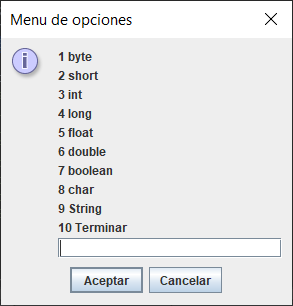 Menu de opciones
1 byte
2 short
3 int
4 long
5 float
6 double
7 boolean
8 char
9 String
10 Terminar
Aceptar Cancelar